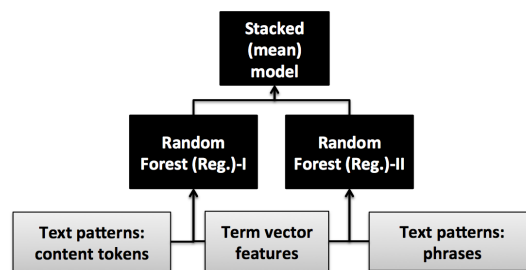 Stacked
(mean)
model
Random
Forest (Reg.)-I
Random
Forest (Reg.)-II
Text patterns:
content tokens
Term vector
features
Text patterns:
phrases